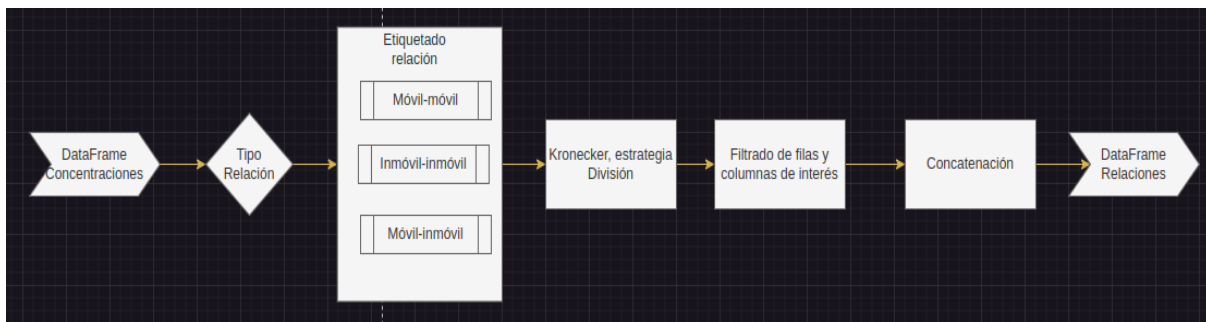 DataFrame
Concentraciones
Tipo
Relación
Etiquetado
relación
Móvil-móvil
Inmóvil-inmóvil
Móvil-inmóvil
Kronecker, estrategia
División
Filtrado de filas y
columnas de interés
Concatenación
DataFrame
Relaciones